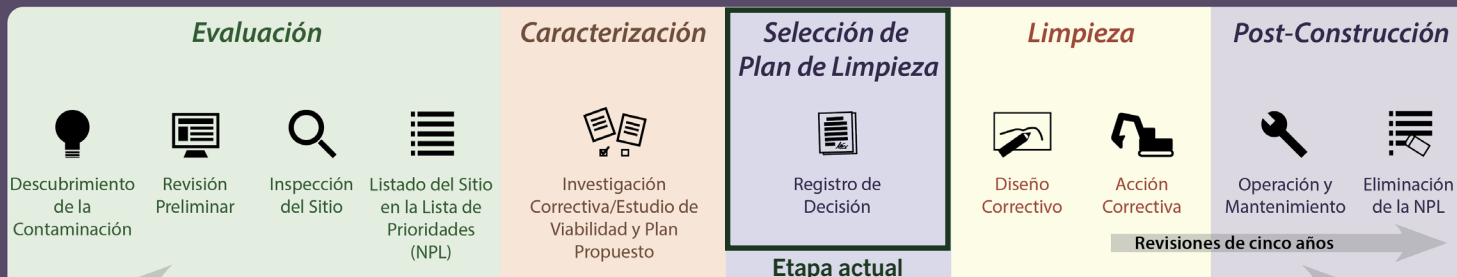 Evaluación
Descubrimiento
de la
Contaminación
Revisión
Preliminar
Inspección
del Sitio
Listado del Sitio
en la Lista de
Prioridades
(NPL)
Caracterización
Investigación
Correctiva/Estudio de
Viabilidad y Plan
Propuesto
Selección de
Plan de Limpieza
Registro de
Decisión
Etapa actual
Limpieza
Diseño
Correctivo
Acción
Correctiva
Post-Construcción
Operación y
Mantenimiento
Eliminación
de la NPL
Revisiones de cinco años